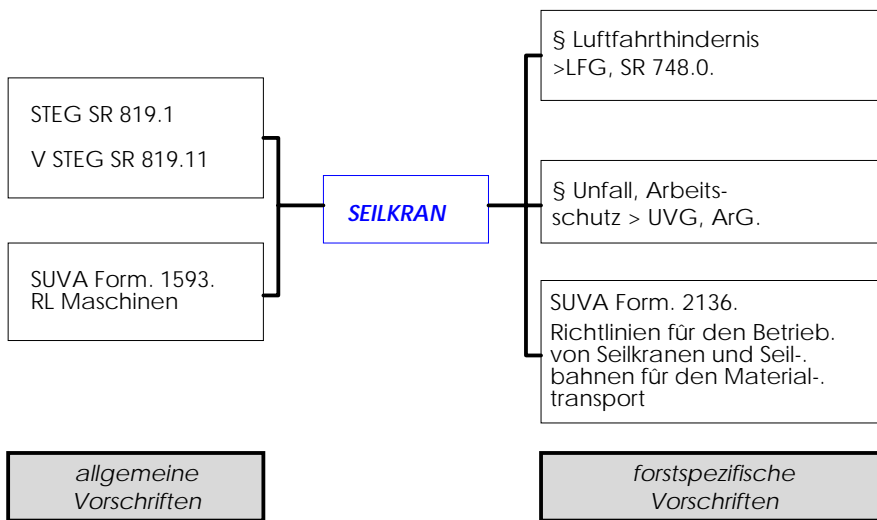 STEG SR 819.1
V STEG SR 819.11
SUVA Form. 1593.
RL Maschinen
SEILKRAN
§ Luftfahrthindernis
>LFG, SR 748.0.
§ Unfall, Arbeits-
schutz > UVG, ArG.
SUVA Form. 2136.
Richtlinien fûr den Betrieb.
von Seilkranen und Seil-.
bahnen fûr den Material-.
transport
allgemeine
Vorschriften
forstspezifische
Vorschriften